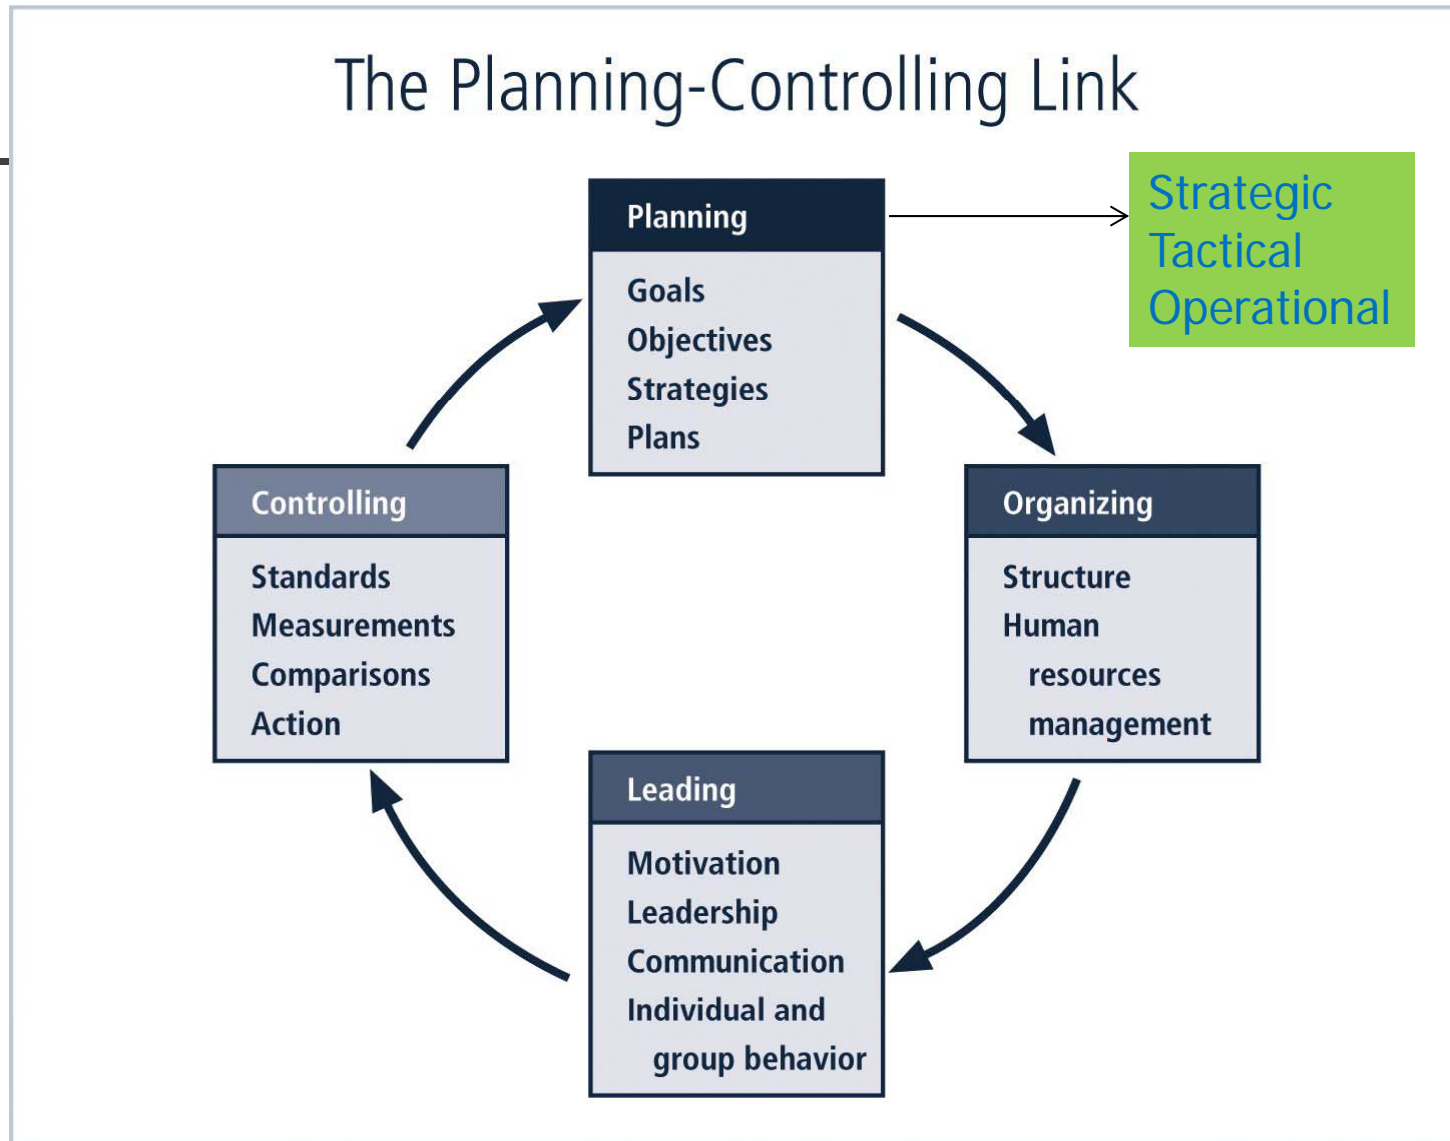 The Planning-Controlling Link
Planning
Goals
Objectives
Strategies
Plans
Strategic
Tactical
Operational
Organizing
Structure
Human
resources
management
Leading
Motivation
Leadership
Communication
Individual and
group behavior
Controlling
Standards
Measurements
Comparisons
Action